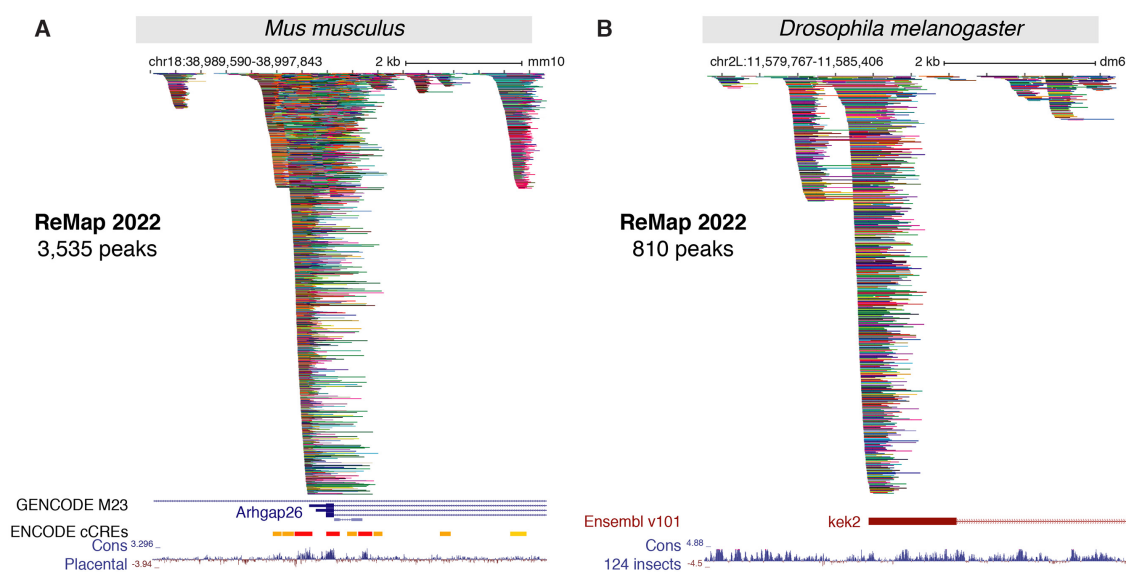 A
Mus musculus
chr18:38,989,590-38,997,843
2 kb
mm10
ReMap 2022
3,535 peaks
GENCODE M23
Arhgap26
ENCODE cCREs
Cons 3.296
Placental -3.94
B
Drosophila melanogaster
chr2L:11,579,767-11,585,406
2 kb
dm6
ReMap 2022
810 peaks
Ensembl v101
kek2
Cons 4.88
124 insects -4.5